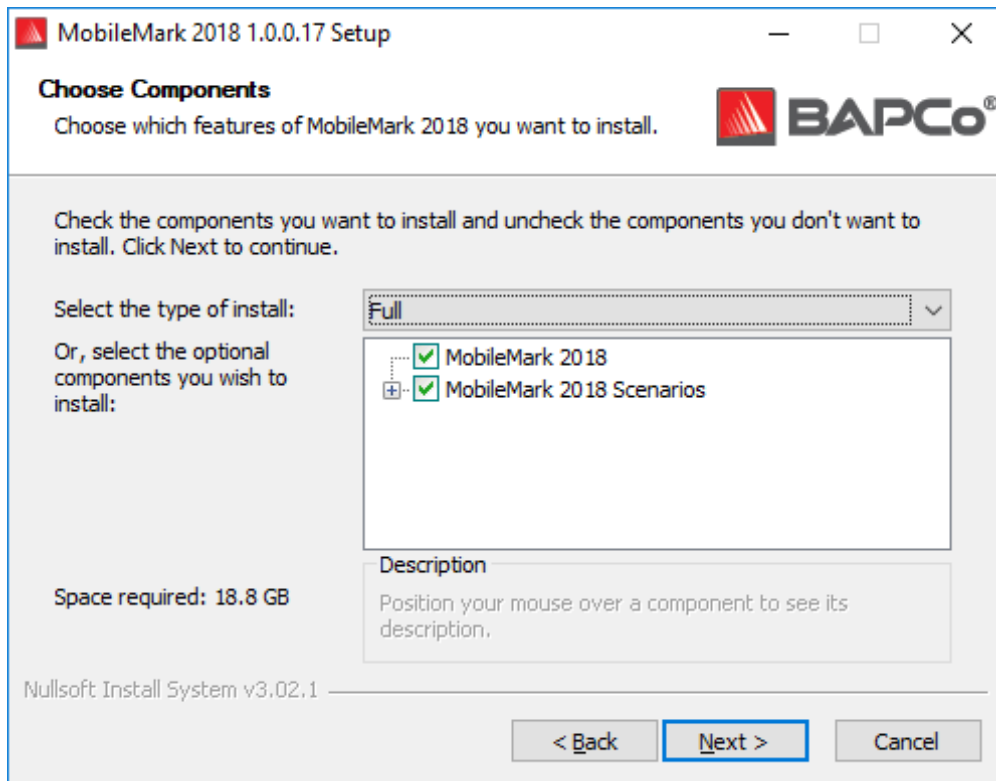 MobileMark 2018 1.0.0.17 Setup
Choose Components
Choose which features of MobileMark 2018 you want to install.
BAPCo®
Check the components you want to install and uncheck the components you don't want to
install. Click Next to continue.
Select the type of install:
Full
Or, select the optional
components you wish to
install:
MobileMark 2018
MobileMark 2018 Scenarios
Space required: 18.8 GB
Description
Position your mouse over a component to see its
description.
Nullsoft Install System v3.02.1
< Back
Next >
Cancel